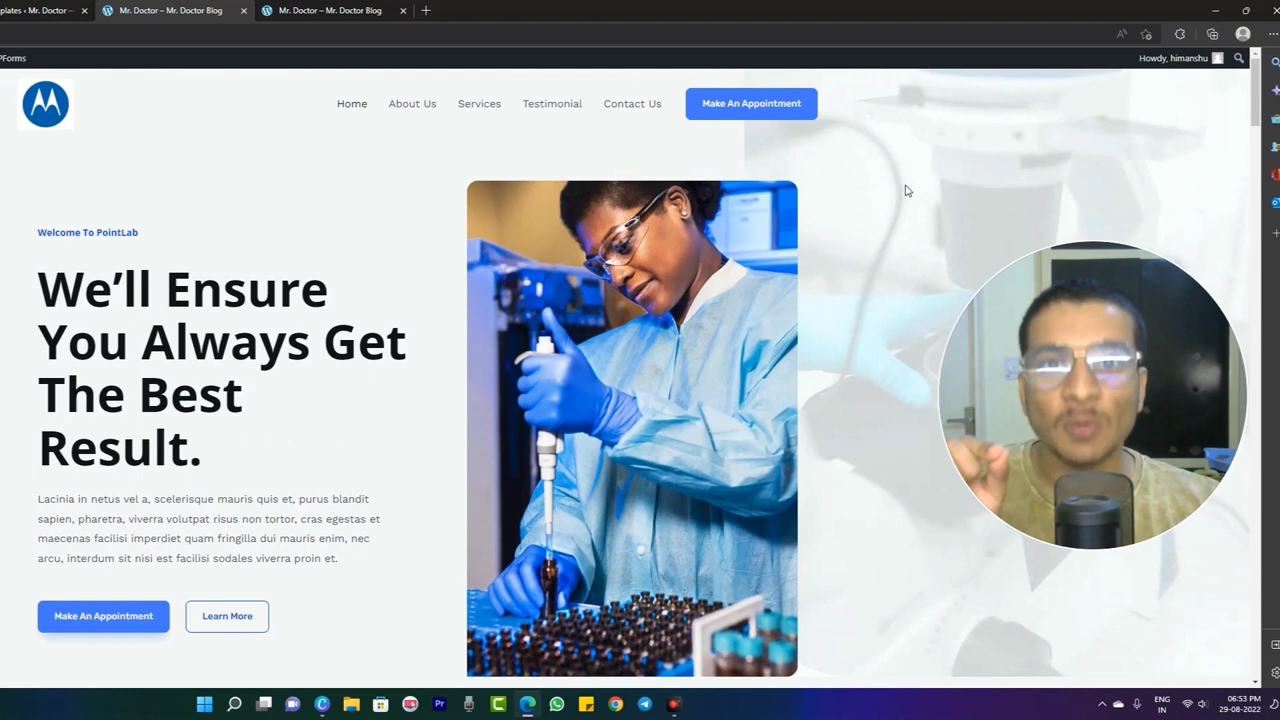 plates ‹ Mr. Doctor —
Mr. Doctor – Mr. Doctor Blog
Mr. Doctor – Mr. Doctor Blog
PForms
Howdy, himanshu
Home
About Us
Services
Testimonial
Contact Us
Make An Appointment
Welcome To PointLab
We’ll Ensure
You Always Get
The Best
Result.
Lacinia in netus vel a, scelerisque mauris quis et, purus blandit
sapien, pharetra, viverra volutpat risus non tortor, cras egestas et
maecenas facilisi imperdiet quam fringilla dui mauris enim, nec
arcu, interdum sit nisi est facilisi sodales viverra proin et.
Make An Appointment
Learn More
Pr
ENG
IN
06:53 PM
29-08-2022